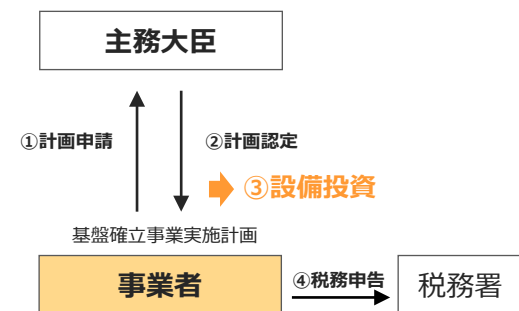 主務大臣
①計画申請
②計画認定
③設備投資
基盤確立事業実施計画
事業者
④税務申告
税務署